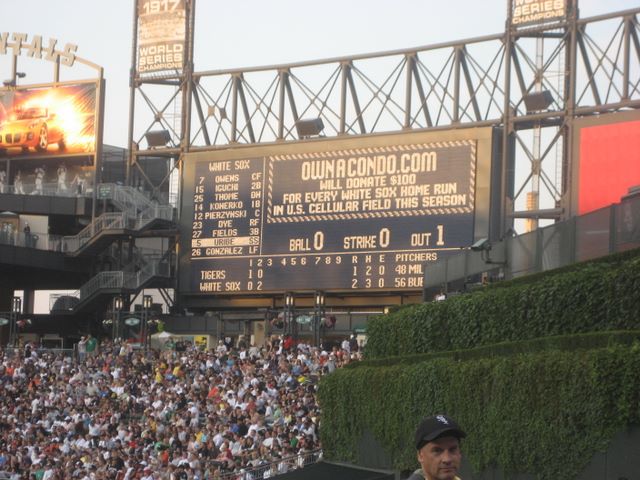 1917
WORLD
SERIES
CHAMPIONS
WORLD
SERIES
CHAMPIONS
WHITE SOX
7 OWENS CF
15 IGUCHI 2B
25 THOME DH
14 KONERKO 1B
12 PIERZYNSKI C
23 DYE RF
27 FIELDS 3B
5 URIBE SS
26 GONZALEZ LF
OWNACONDO.COM
WILL DONATE $100
FOR EVERY WHITE SOX HOME RUN
IN U.S. CELLULAR FIELD THIS SEASON
BALL 0 STRIKE 0 OUT 1
1 2 3 4 5 6 7 8 9 R H E PITCHERS
TIGERS 1 0 1 2 0 48 MIL
WHITE SOX 0 2 2 3 0 56 BU